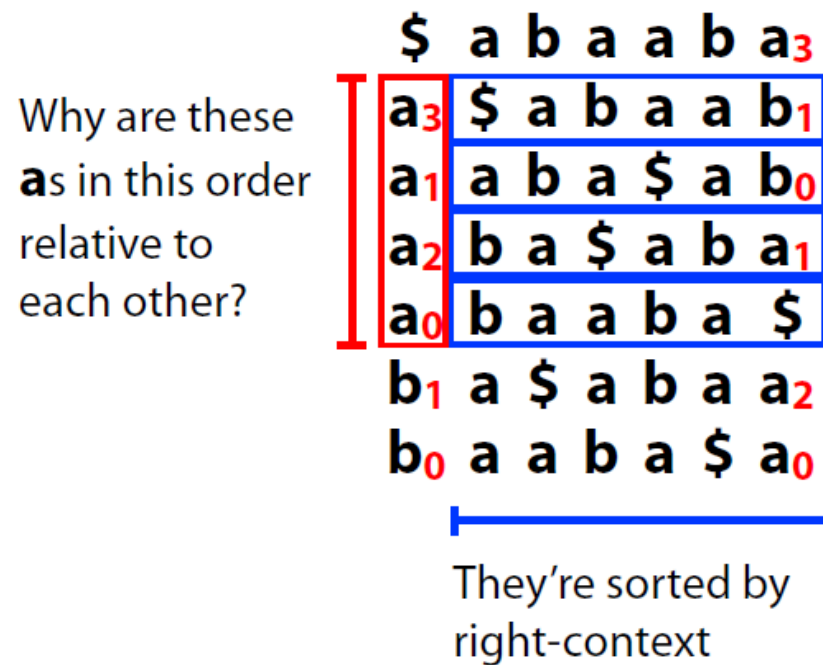 $ a b a a b a3
Why are these
as in this order
relative to
each other?
a3 $ a b a a b1
a1 a b a $ a b0
a2 b a $ a b a1
a0 b a a b a $
b1 a $ a b a a2
b0 a a b a $ a0
They’re sorted by
right-context